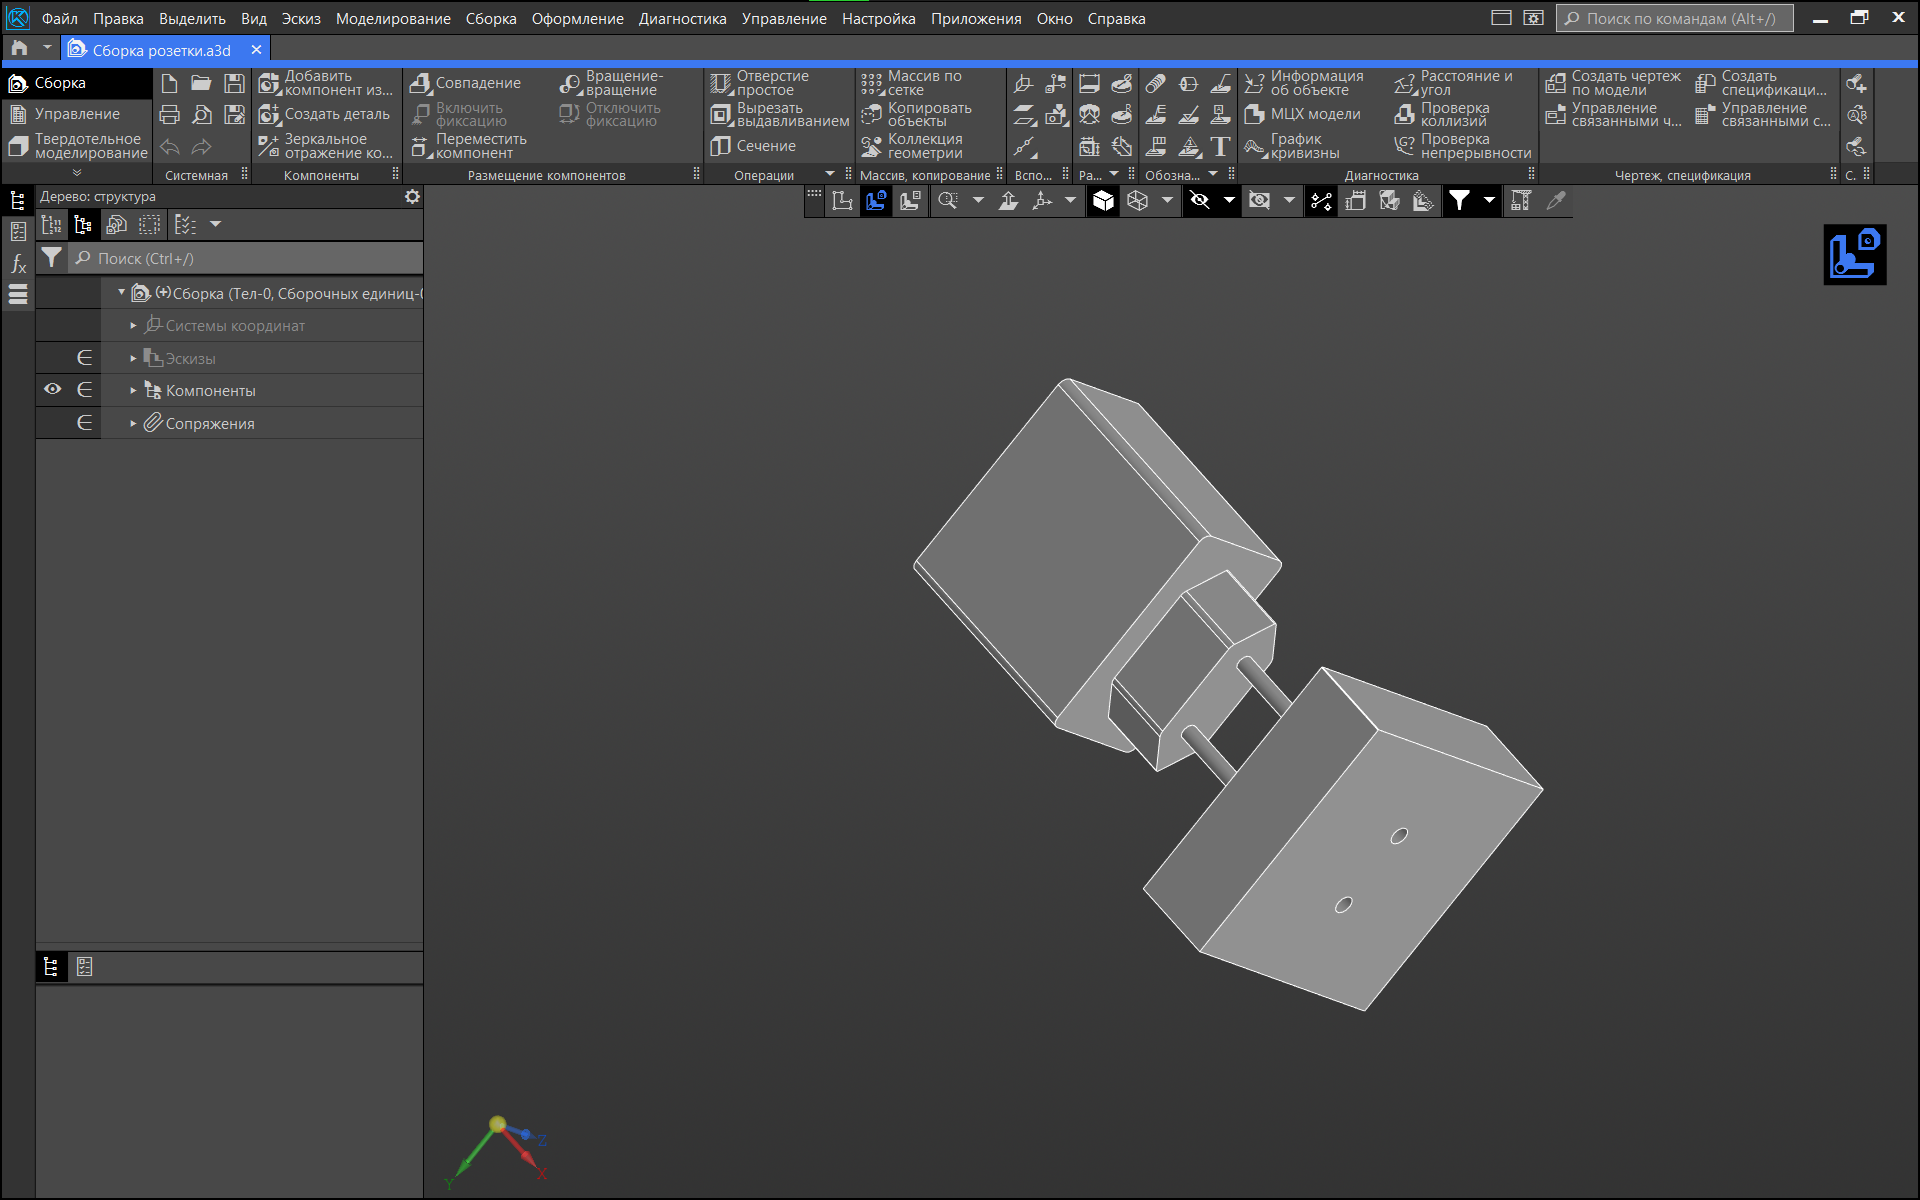 Файл Правка Выделить Вид Эскиз Моделирование Сборка Оформление Диагностика Управление Настройка Приложения Окно Справка
Поиск по командам (Alt+/)
Сборка розетки.a3d
Сборка
Управление
Твердотельное
моделирование
Системная
Добавить
компонент из...
Создать деталь
Зеркальное
отражение ко...
Компоненты
Совпадение
Включить
фиксацию
Переместить
компонент
Вращение-
вращение
Отключить
фиксацию
Размещение компонентов
Отверстие
простое
Вырезать
выдавливанием
Сечение
Операции
Массив по
сетке
Копировать
объекты
Коллекция
геометрии
Массив, копирование
Вспо...
Ра...
Обозна...
Информация
об объекте
МЦХ модели
График
кривизны
Расстояние и
угол
Проверка
коллизий
Проверка
непрерывности
Диагностика
Создать чертеж
по модели
Управление
связанными ч...
Создать
спецификаци...
Управление
связанными с...
Чертеж, спецификация
С.
Дерево: структура
Поиск (Ctrl+/)
(+)Сборка (Тел-0, Сборочных единиц-
Системы координат
Эскизы
Компоненты
Сопряжения
Z
X
Y